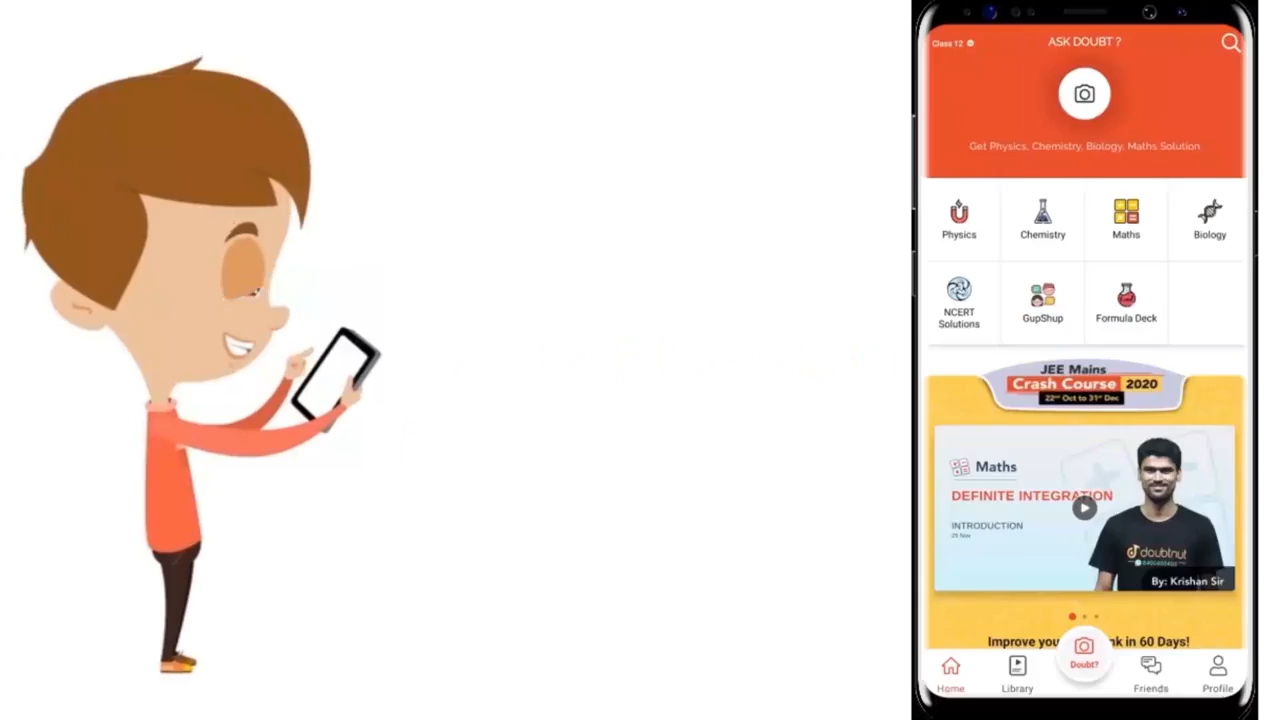 Class 12
ASK DOUBT ?
Get Physics, Chemistry, Biology, Maths Solution
Physics
Chemistry
Maths
Biology
NCERT
Solutions
GupShup
Formula Deck
JEE Mains
Crash Course 2020
22nd Oct to 31st Dec
Maths
DEFINITE INTEGRATION
INTRODUCTION
doubtnut
By: Krishan Sir
Improve your
in 60 Days!
Doubt?
Home
Library
Friends
Profile